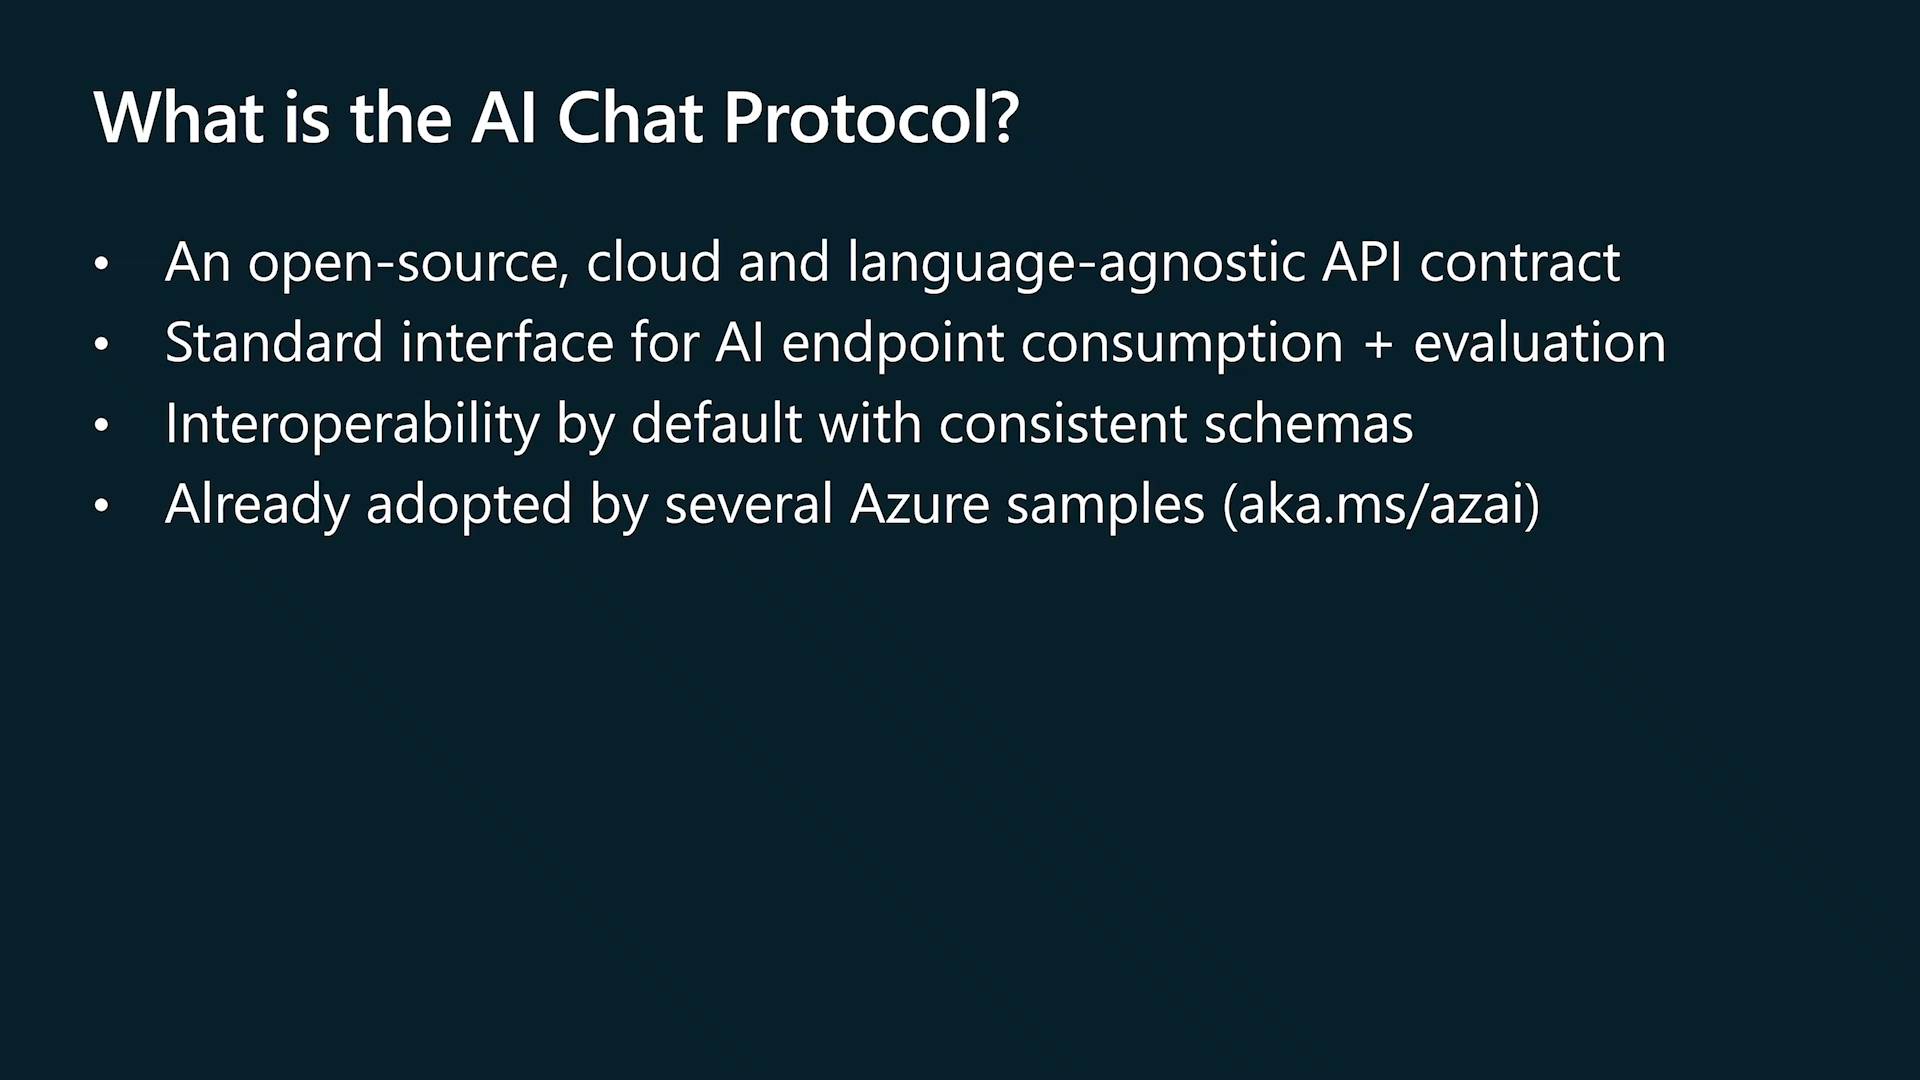 What is the AI Chat Protocol?
• An open-source, cloud and language-agnostic API contract
• Standard interface for AI endpoint consumption + evaluation
• Interoperability by default with consistent schemas
• Already adopted by several Azure samples (aka.ms/azai)